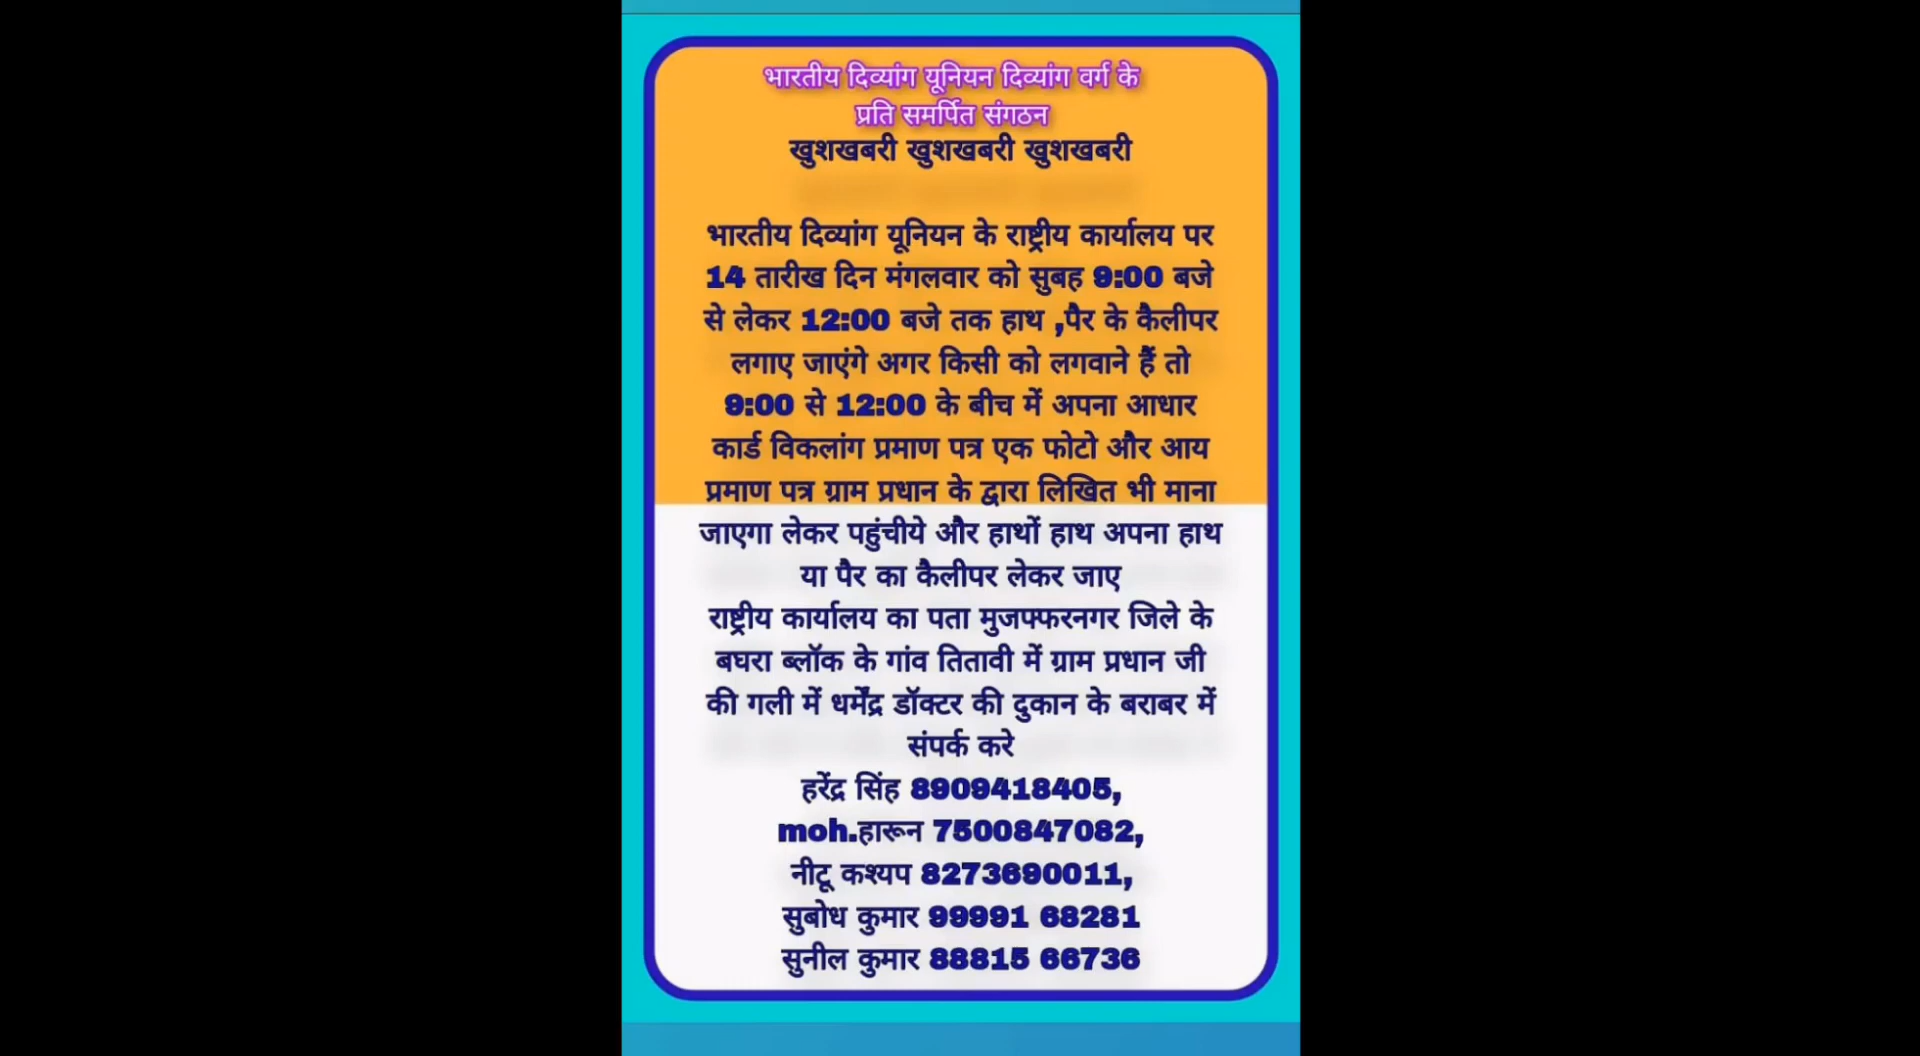 भारतीय दिव्यांग यूनियन दिव्यांग वर्ग के
प्रति समर्पित संगठन
खुशखबरी खुशखबरी खुशखबरी
भारतीय दिव्यांग यूनियन के राष्ट्रीय कार्यालय पर
14 तारीख दिन मंगलवार को सुबह 9:00 बजे
से लेकर 12:00 बजे तक हाथ ,पैर के कैलीपर
लगाए जाएंगे अगर किसी को लगवाने हैं तो
9:00 से 12:00 के बीच में अपना आधार
कार्ड विकलांग प्रमाण पत्र एक फोटो और आय
प्रमाण पत्र ग्राम प्रधान के द्वारा लिखित भी माना
जाएगा लेकर पहुंचीये और हाथों हाथ अपना हाथ
या पैर का कैलीपर लेकर जाए
राष्ट्रीय कार्यालय का पता मुजफ्फरनगर जिले के
बघरा ब्लॉक के गांव तितावी में ग्राम प्रधान जी
की गली में धर्मेंद्र डॉक्टर की दुकान के बराबर में
संपर्क करे
हरेंद्र सिंह 8909418405,
moh.हारून 7500847082,
नीटू कश्यप 8273690011,
सुबोध कुमार 99991 68281
सुनील कुमार 88815 66736